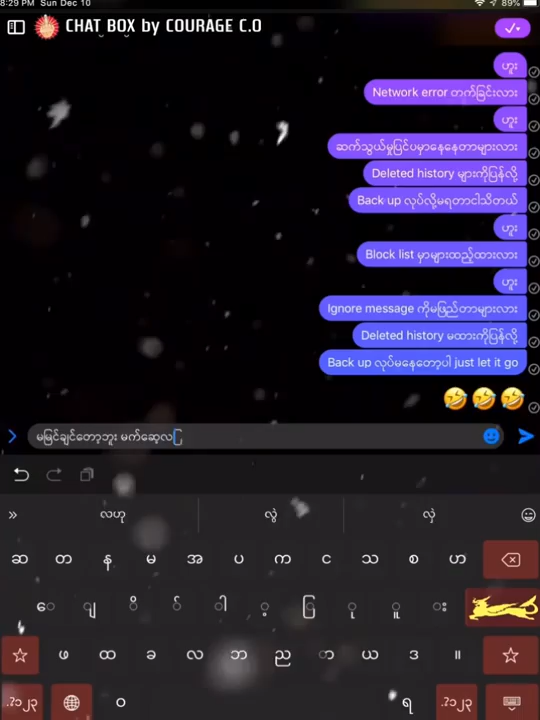 8:29 PM Sun Dec 10
89%
CHAT BOX by COURAGE C.O
ဟူး
Network error တက်ခြင်းလား
ဟူး
ဆက်သွယ်မှုပြင်ပမှာနေနေတာများလား
Deleted history များကိုပြန်လို့
Back up လုပ်လို့မရတာငါသိတယ်
ဟူး
Block list မှာများထည့်ထားလား
ဟူး
Ignore message ကိုမဖြည်တာများလား
Deleted history မထားကိုပြန်လို့
Back up လုပ်မနေတော့ပါ just let it go
🤣 🤣 🤣
မမြင်ချင်တော့ဘူး မက်ဆေ့လြ
လဟု လွဲ လှဲ
ဆ တ န မ အ ပ က င သ စ ဟ
ေ ျ ိ ် ါ ့ ြ ု ူ း
ဖ ထ ခ လ ဘ ည ာ ယ ဒ ။
.?၁၂၃ ဝ ရ .?၁၂၃